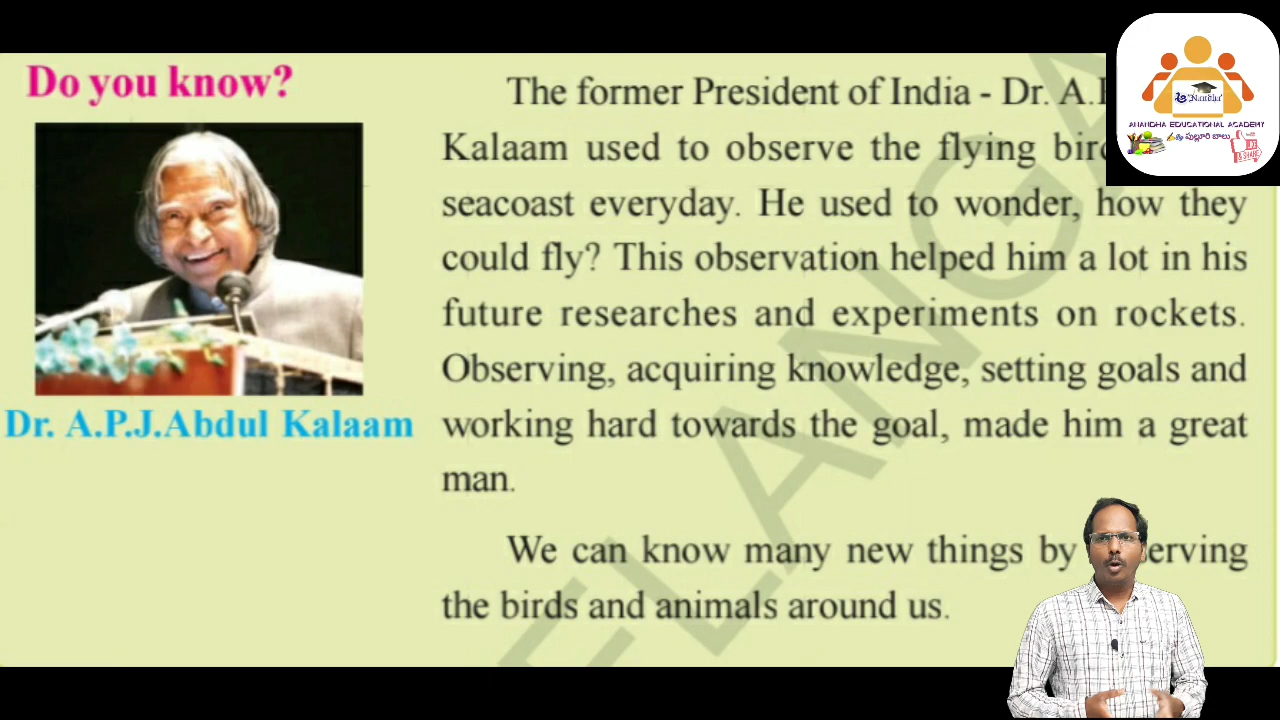 Do you know?
Dr. A.P.J.Abdul Kalaam
The former President of India - Dr. A.
Kalaam used to observe the flying
seacoast everyday. He used to wonder, how they
could fly? This observation helped him a lot in his
future researches and experiments on rockets.
Observing, acquiring knowledge, setting goals and
working hard towards the goal, made him a great
man.
We can know many new things by
the birds and animals around us.
ANANDHA EDUCATIONAL ACADEMY
పుల్లూరి బాబు
& SHARE